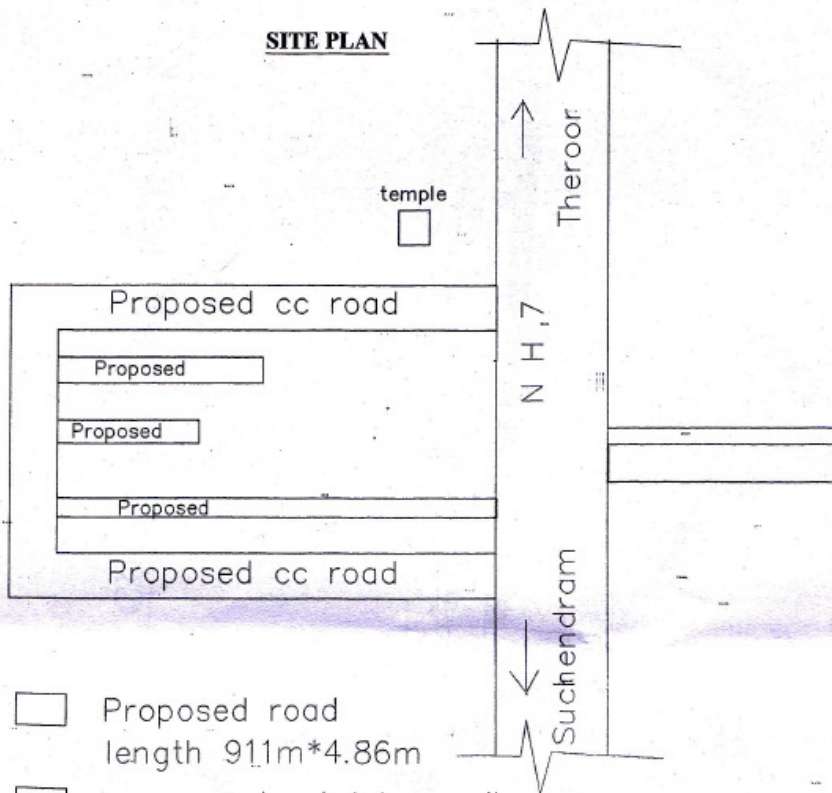 SITE PLAN
Theroor
temple
Proposed cc road
N H ,7
Proposed
Proposed
Proposed
Proposed cc road
Suchendram
Proposed road
length 911m*4.86m